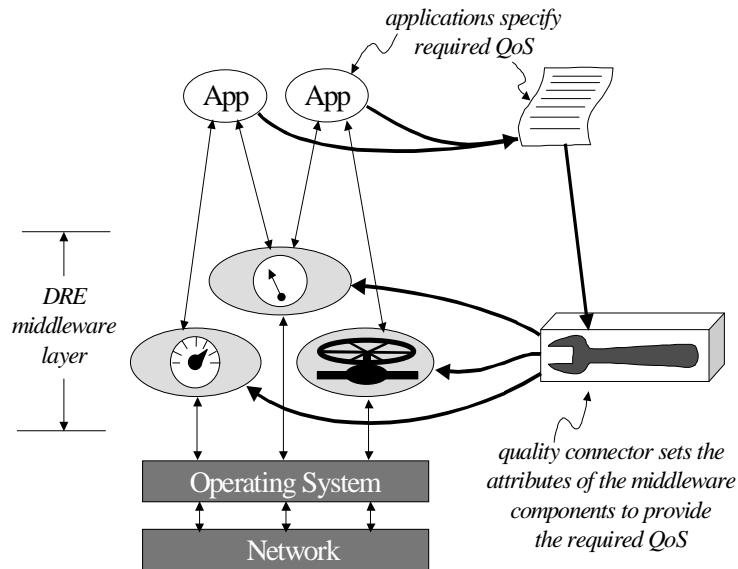 applications specify
required QoS
App
App
DRE
middleware
layer
quality connector sets the
attributes of the middleware
components to provide
the required QoS
Operating System
Network